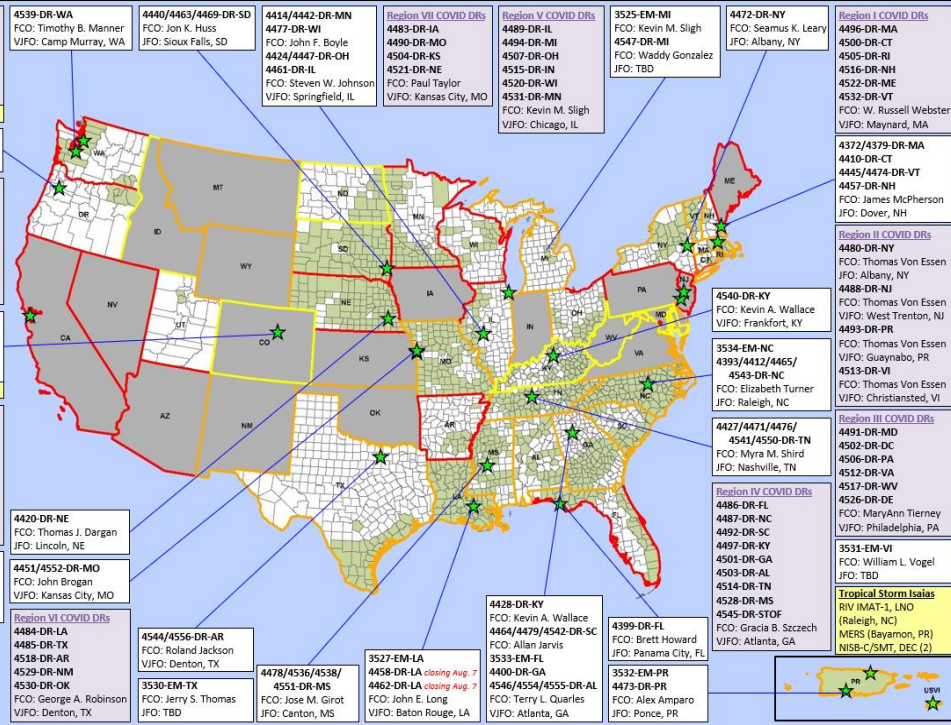 4539-DR-WA
FCO: Timothy B. Manner
VJFO: Camp Murray, WA
4440/4463/4469-DR-SD
FCO: Jon K. Huss
JFO: Sioux Falls, SD
4414/4442-DR-MN
4477-DR-WI
FCO: John F. Boyle
4424/4447-DR-OH
4461-DR-IL
FCO: Steven W. Johnson
VJFO: Springfield, IL
Region VII COVID DRs
4483-DR-IA
4490-DR-MO
4504-DR-KS
4521-DR-NE
FCO: Paul Taylor
VJFO: Kansas City, MO
Region V COVID DRs
4489-DR-IL
4494-DR-MI
4507-DR-OH
4515-DR-IN
4520-DR-WI
4531-DR-MN
FCO: Kevin M. Sligh
VJFO: Chicago, IL
3525-EM-MI
FCO: Kevin M. Sligh
4547-DR-MI
FCO: Waddy Gonzalez
JFO: TBD
4472-DR-NY
FCO: Seamus K. Leary
JFO: Albany, NY
Region I COVID DRs
4496-DR-MA
4500-DR-CT
4505-DR-RI
4516-DR-NH
4522-DR-ME
4532-DR-VT
FCO: W. Russell Webster
VJFO: Maynard, MA
4372/4379-DR-MA
4410-DR-CT
4445/4474-DR-VT
4457-DR-NH
FCO: James McPherson
JFO: Dover, NH
Region II COVID DRs
4480-DR-NY
FCO: Thomas Von Essen
JFO: Albany, NY
4488-DR-NJ
FCO: Thomas Von Essen
VJFO: West Trenton, NJ
4493-DR-PR
FCO: Thomas Von Essen
VJFO: Guaynabo, PR
4513-DR-VI
FCO: Thomas Von Essen
VJFO: Christiansted, VI
Region III COVID DRs
4491-DR-MD
4502-DR-DC
4506-DR-PA
4512-DR-VA
4517-DR-WV
4526-DR-DE
FCO: MaryAnn Tierney
VJFO: Philadelphia, PA
3531-EM-VI
FCO: William L. Vogel
JFO: TBD
Tropical Storm Isaias
RIV IMAT-1, LNO
(Raleigh, NC)
MERS (Bayamon, PR)
NISB-C/SMT, DEC (2)
4540-DR-KY
FCO: Kevin A. Wallace
VJFO: Frankfort, KY
3534-EM-NC
4393/4412/4465/
4543-DR-NC
FCO: Elizabeth Turner
JFO: Raleigh, NC
4427/4471/4476/
4541/4550-DR-TN
FCO: Myra M. Shird
JFO: Nashville, TN
Region IV COVID DRs
4486-DR-FL
4487-DR-NC
4492-DR-SC
4497-DR-KY
4501-DR-GA
4503-DR-AL
4514-DR-TN
4528-DR-MS
4545-DR-STOF
FCO: Gracia B. Szczech
VJFO: Atlanta, GA
WA
OR
CA
NV
ID
MT
WY
UT
CO
AZ
NM
ND
SD
NE
KS
OK
TX
MN
IA
MO
AR
LA
WI
IL
MI
IN
OH
KY
TN
MS
AL
GA
FL
SC
NC
VA
WV
MD
PA
NJ
NY
CT
RI
MA
VT
NH
ME
4420-DR-NE
FCO: Thomas J. Dargan
JFO: Lincoln, NE
4451/4552-DR-MO
FCO: John Brogan
VJFO: Kansas City, MO
Region VI COVID DRs
4484-DR-LA
4485-DR-TX
4518-DR-AR
4529-DR-NM
4530-DR-OK
FCO: George A. Robinson
VJFO: Denton, TX
4544/4556-DR-AR
FCO: Roland Jackson
VJFO: Denton, TX
3530-EM-TX
FCO: Jerry S. Thomas
JFO: TBD
4478/4536/4538/
4551-DR-MS
FCO: Jose M. Girot
JFO: Canton, MS
3527-EM-LA
4458-DR-LA closing Aug. 7
4462-DR-LA closing Aug. 7
FCO: John E. Long
VJFO: Baton Rouge, LA
4428-DR-KY
FCO: Kevin A. Wallace
4464/4479/4542-DR-SC
FCO: Allan Jarvis
3533-EM-FL
4400-DR-GA
4546/4554/4555-DR-AL
FCO: Terry L. Quarles
VJFO: Atlanta, GA
4399-DR-FL
FCO: Brett Howard
JFO: Panama City, FL
3532-EM-PR
4473-DR-PR
FCO: Alex Amparo
JFO: Ponce, PR
PR
USVI